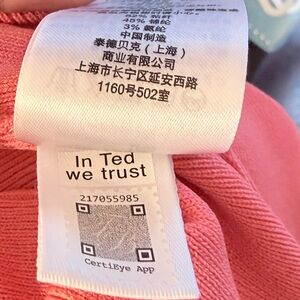 45% 锦纶
3% 氨纶
中国制造
泰德贝克（上海）
商业有限公司
上海市长宁区延安西路
1160号502室
In Ted
we trust
217055985
CertiEye App